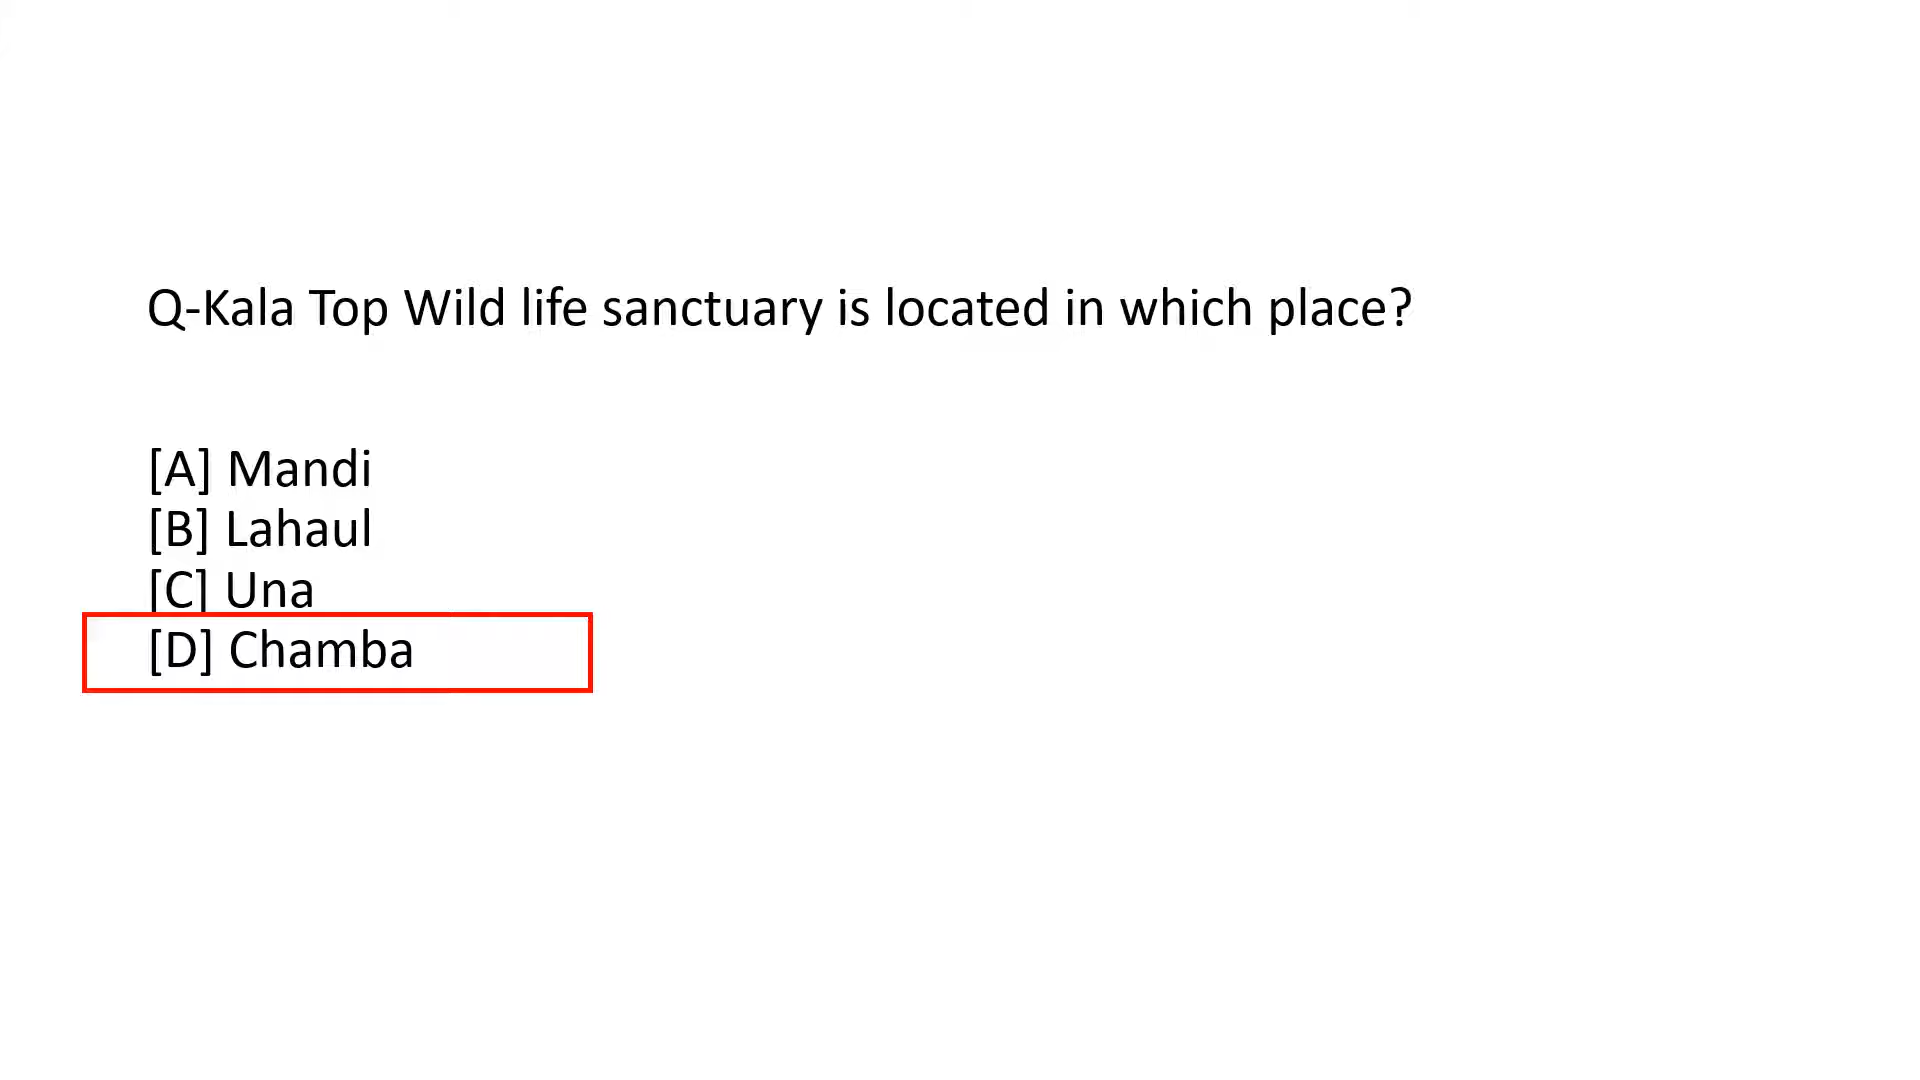 Q-Kala Top Wild life sanctuary is located in which place?
[A] Mandi
[B] Lahaul
[C] Una
[D] Chamba